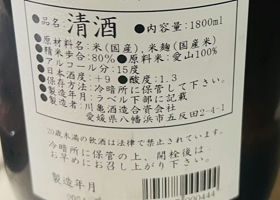 ●品名:清酒 ●内容量:1800ml
●原材料名:米(国産)、米麹(国産米)
●精米歩合:80% ●原料米:愛山100%
●アルコール分:15度
●日本酒度:+9 ●酸度:1.3
●保存方法:冷暗所に保管して下さい。
●製造年月:ラベル下部に記載
●製造者:川亀酒造合資会社
愛媛県八幡浜市五反田2-4-1
20歳未満の飲酒は法律で禁止されています。
冷暗所に保管の上、開栓後は
お早めにお召し上がり下さい。
製造年月
000444